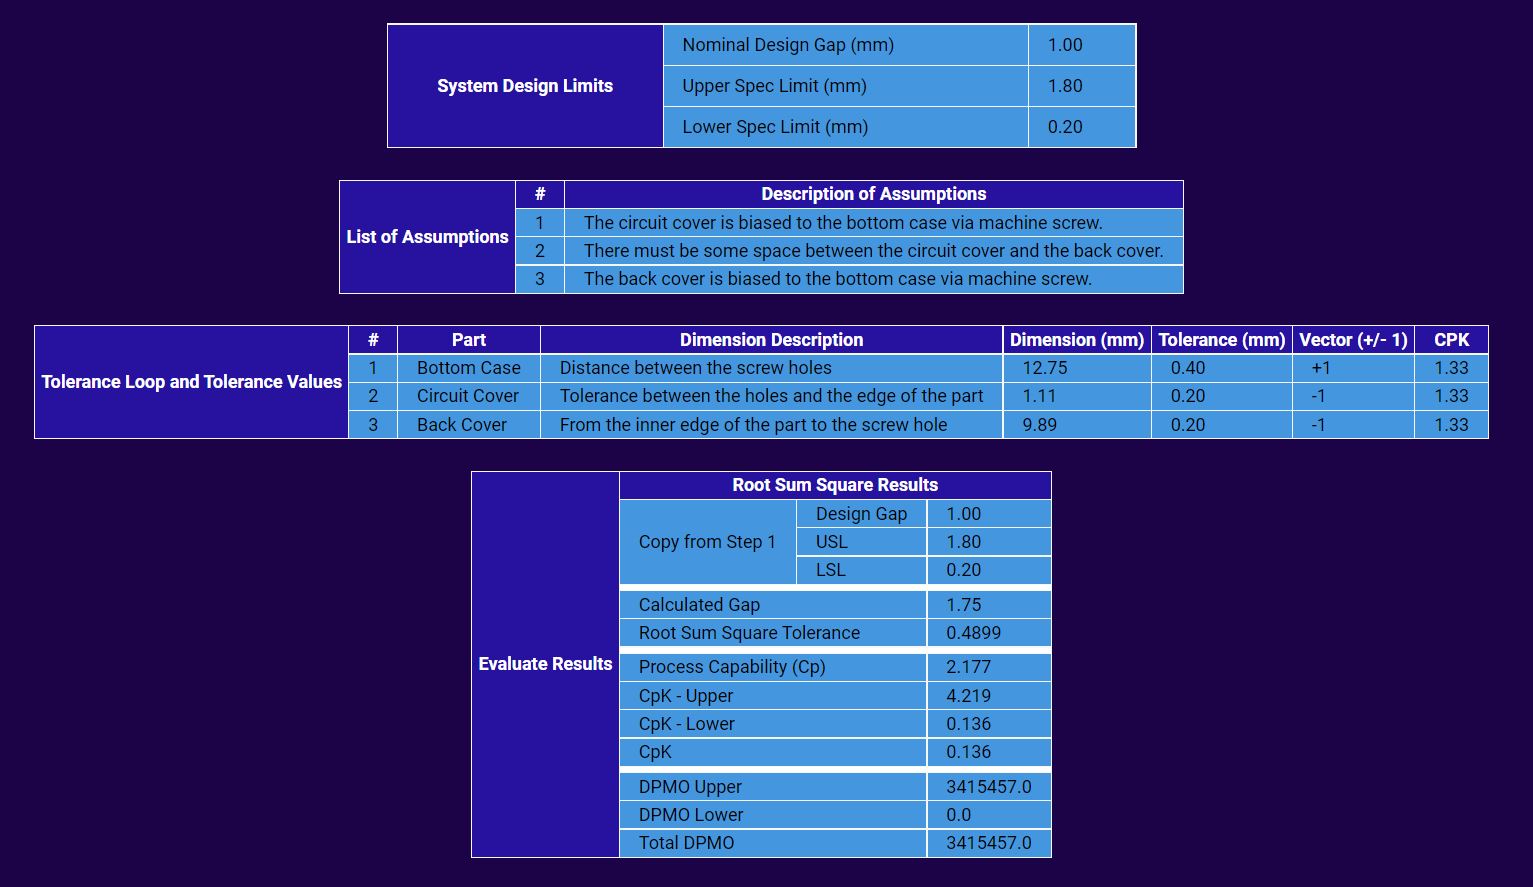 System Design Limits
Nominal Design Gap (mm) 1.00
Upper Spec Limit (mm) 1.80
Lower Spec Limit (mm) 0.20
List of Assumptions
# Description of Assumptions
1 The circuit cover is biased to the bottom case via machine screw.
2 There must be some space between the circuit cover and the back cover.
3 The back cover is biased to the bottom case via machine screw.
Tolerance Loop and Tolerance Values
# Part Dimension Description Dimension (mm) Tolerance (mm) Vector (+/- 1) CPK
1 Bottom Case Distance between the screw holes 12.75 0.40 +1 1.33
2 Circuit Cover Tolerance between the holes and the edge of the part 1.11 0.20 -1 1.33
3 Back Cover From the inner edge of the part to the screw hole 9.89 0.20 -1 1.33
Evaluate Results
Root Sum Square Results
Copy from Step 1
Design Gap 1.00
USL 1.80
LSL 0.20
Calculated Gap 1.75
Root Sum Square Tolerance 0.4899
Process Capability (Cp) 2.177
CpK - Upper 4.219
CpK - Lower 0.136
CpK 0.136
DPMO Upper 3415457.0
DPMO Lower 0.0
Total DPMO 3415457.0